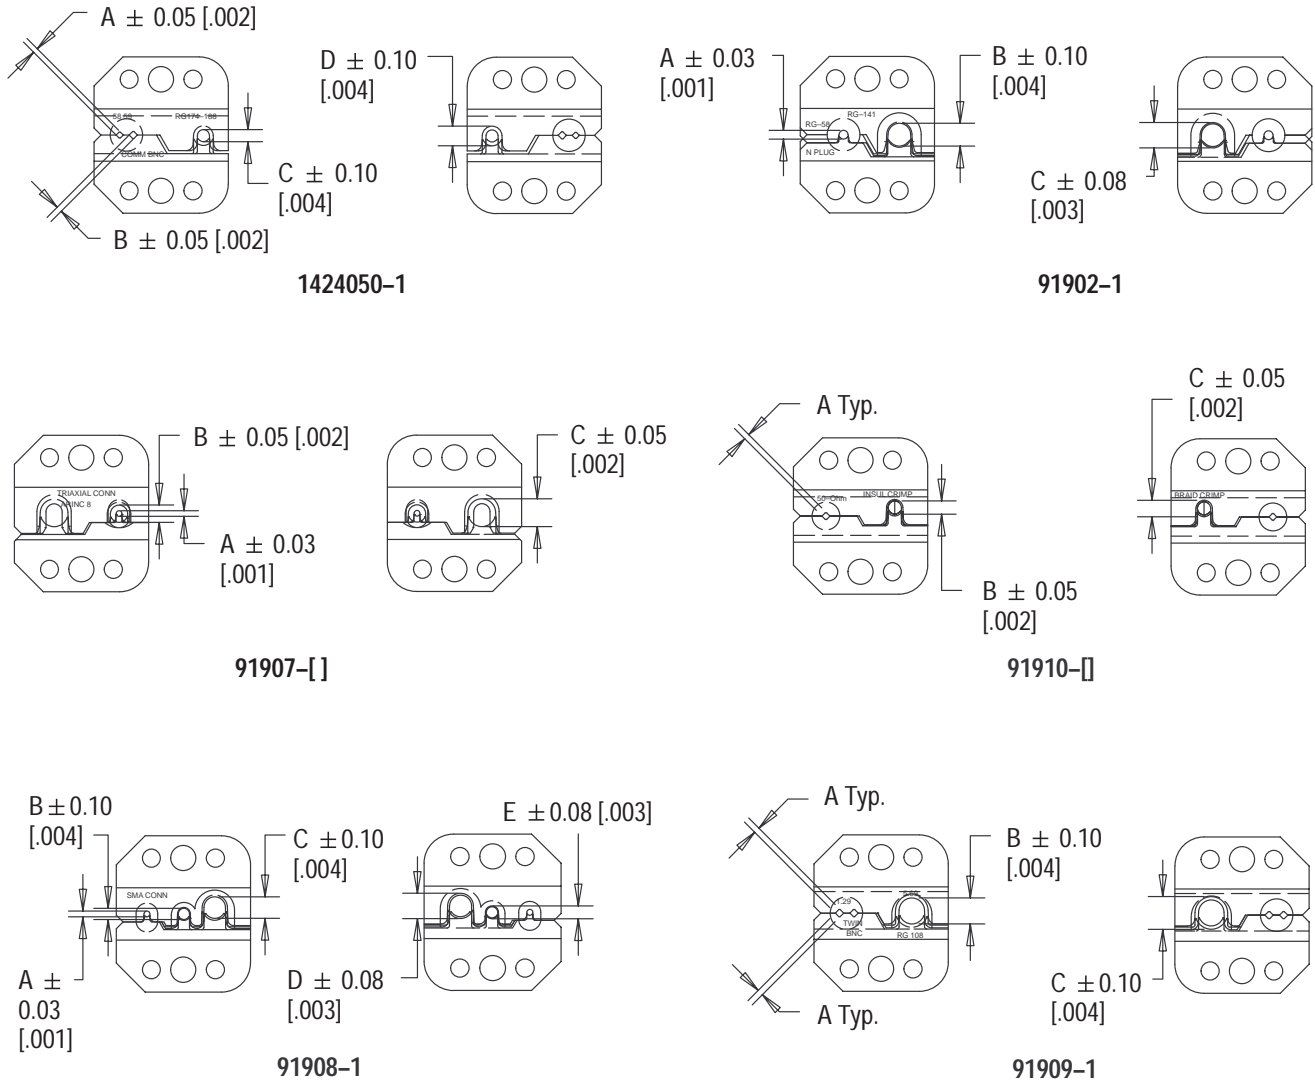 A ± 0.05 [.002]
58,59
RG174–188
COMM BNC
C ± 0.10
[.004]
B ± 0.05 [.002]
D ± 0.10
[.004]
1424050–1
A ± 0.03
[.001]
RG–58
RG–141
N PLUG
B ± 0.10
[.004]
C ± 0.08
[.003]
91902–1
TRIAXIAL CONN
B ± 0.05 [.002]
A ± 0.03
[.001]
C ± 0.05
[.002]
91907–[ ]
A Typ.
50–Ohm
INSUL CRIMP
B ± 0.05
[.002]
C ± 0.05
[.002]
BRAID CRIMP
91910–[]
B ± 0.10
[.004]
SMA CONN
A ±
0.03
[.001]
C ± 0.10
[.004]
D ± 0.08
[.003]
E ± 0.08 [.003]
91908–1
A Typ.
TWIN
BNC
RG 108
A Typ.
B ± 0.10
[.004]
C ± 0.10
[.004]
91909–1